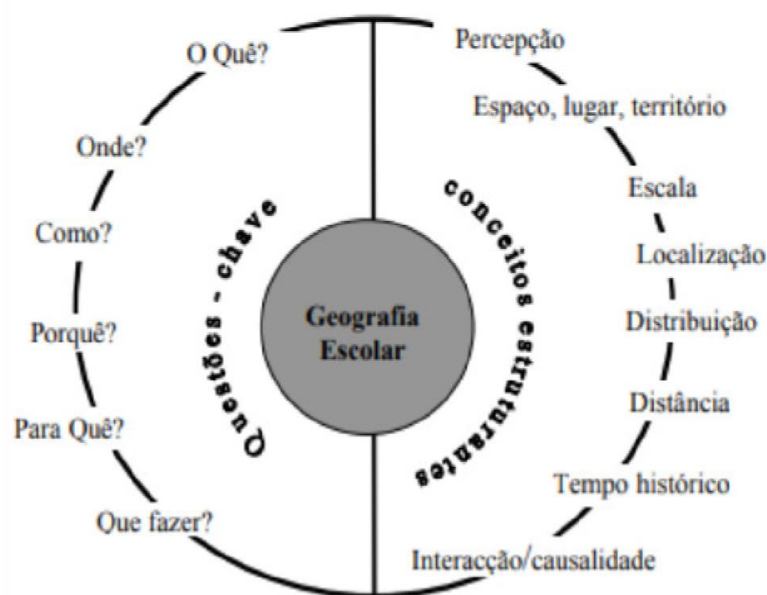 O Quê?
Onde?
Como?
Porquê?
Para Quê?
Que fazer?
Questões - chave
Geografia
Escolar
conceitos estruturantes
Percepção
Espaço, lugar, território
Escala
Localização
Distribuição
Distância
Tempo histórico
Interacção/causalidade